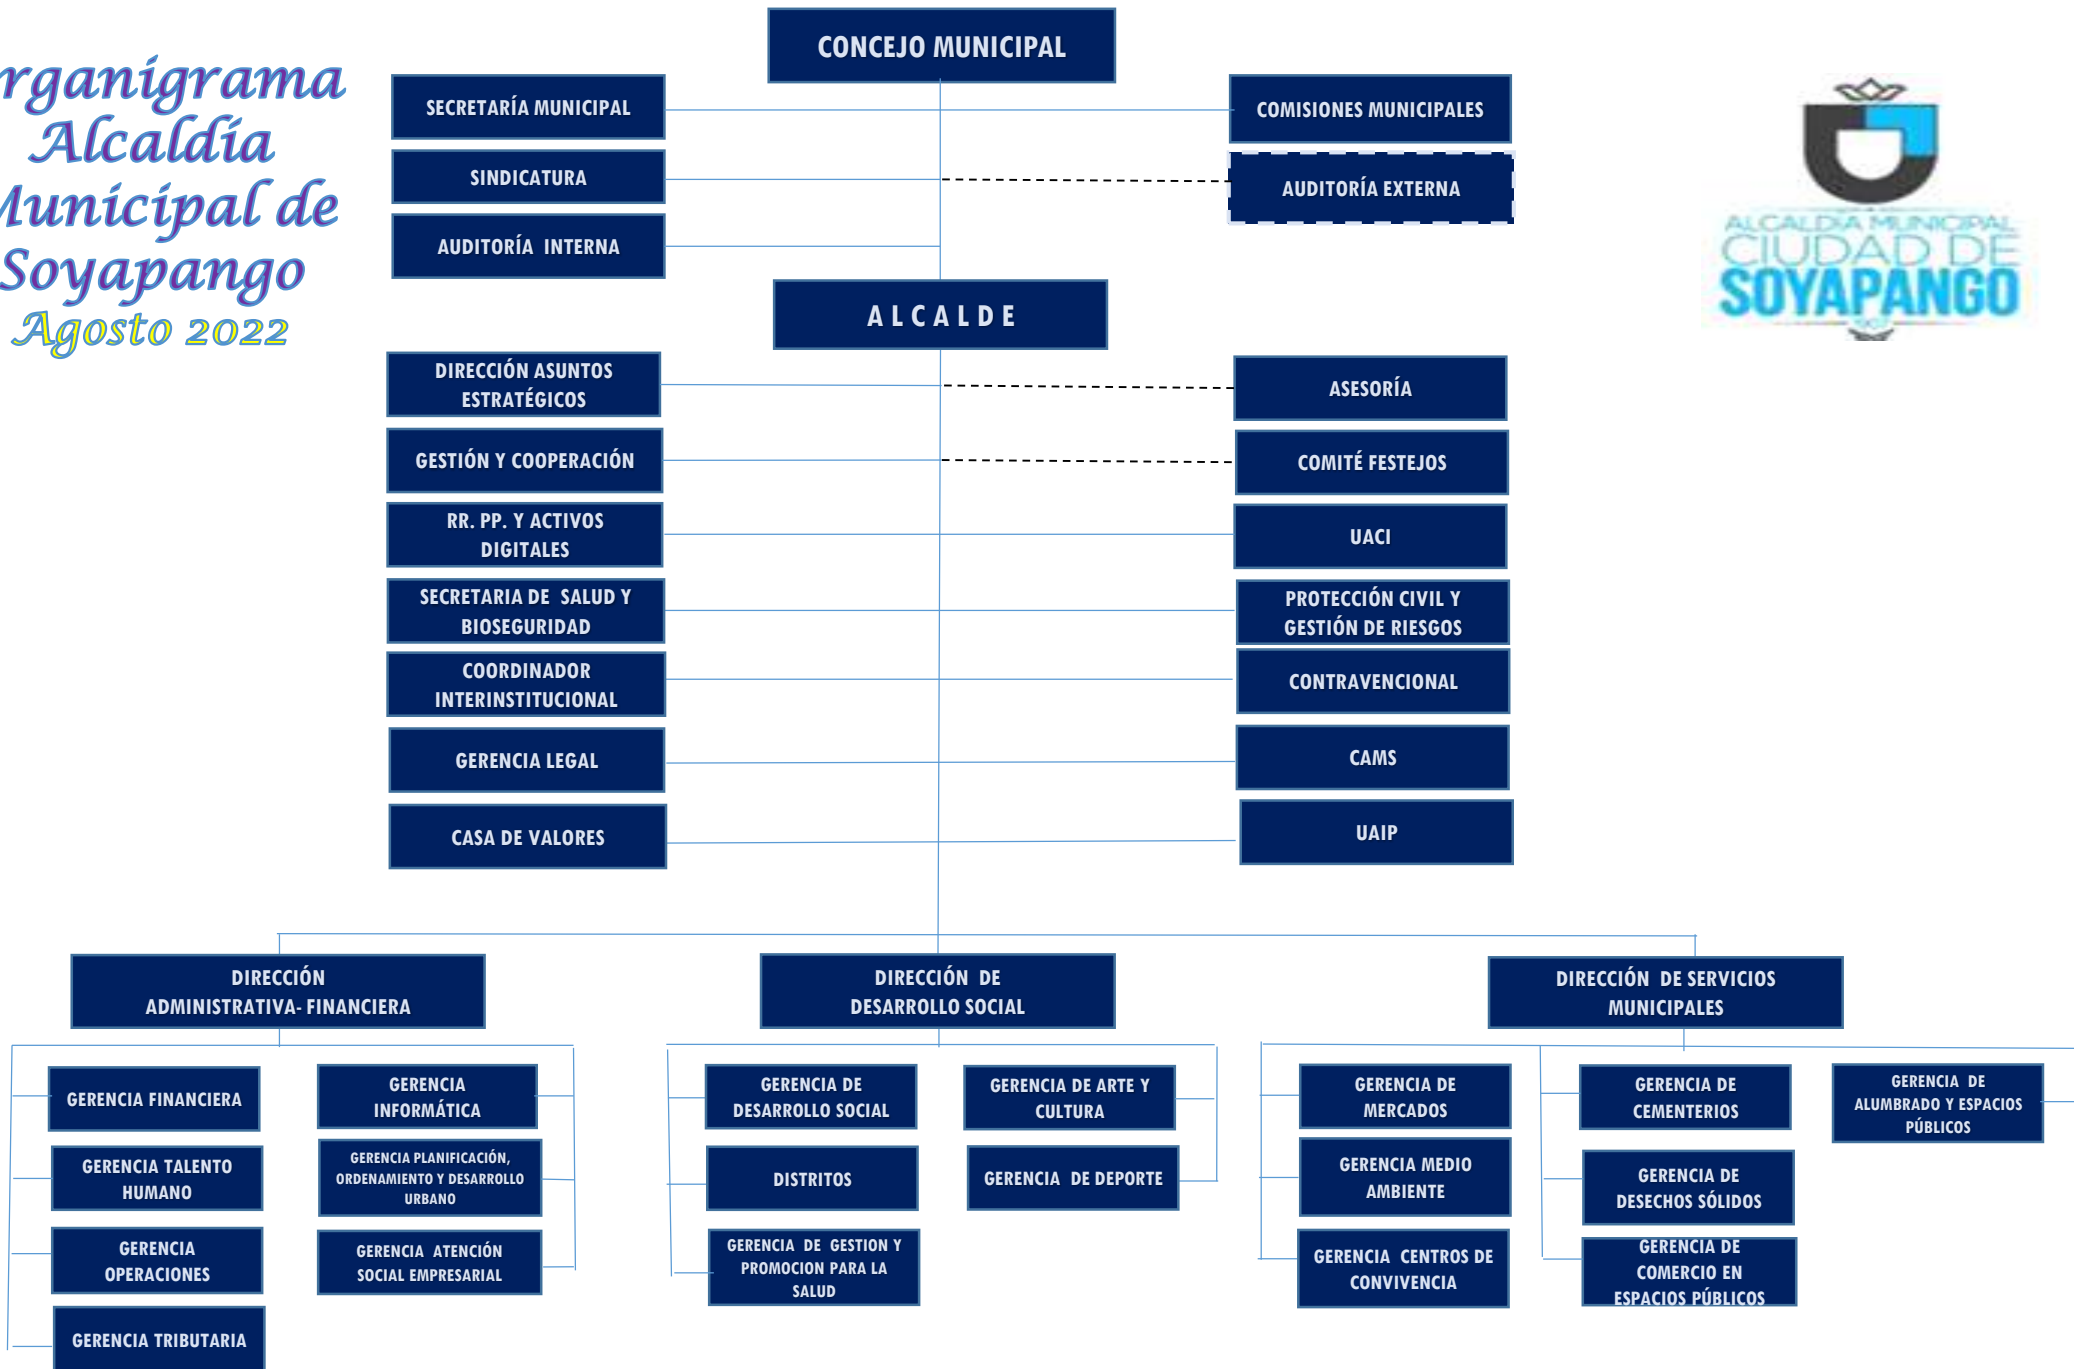 rganigrama
Alcaldía
Municipal de
Soyapango
Agosto 2022
CONCEJO MUNICIPAL
SECRETARÍA MUNICIPAL
COMISIONES MUNICIPALES
SINDICATURA
AUDITORÍA EXTERNA
AUDITORÍA INTERNA
ALCALDÍA MUNICIPAL
CIUDAD DE
SOYAPANGO
ALCALDE
DIRECCIÓN ASUNTOS
ESTRATÉGICOS
ASESORÍA
GESTIÓN Y COOPERACIÓN
COMITÉ FESTEJOS
RR. PP. Y ACTIVOS
DIGITALES
UACI
SECRETARIA DE SALUD Y
BIOSEGURIDAD
PROTECCIÓN CIVIL Y
GESTIÓN DE RIESGOS
COORDINADOR
INTERINSTITUCIONAL
CONTRAVENCIONAL
GERENCIA LEGAL
CAMS
CASA DE VALORES
UAIP
DIRECCIÓN
ADMINISTRATIVA- FINANCIERA
DIRECCIÓN DE
DESARROLLO SOCIAL
DIRECCIÓN DE SERVICIOS
MUNICIPALES
GERENCIA FINANCIERA
GERENCIA
INFORMÁTICA
GERENCIA TALENTO
HUMANO
GERENCIA PLANIFICACIÓN,
ORDENAMIENTO Y DESARROLLO
URBANO
GERENCIA
OPERACIONES
GERENCIA ATENCIÓN
SOCIAL EMPRESARIAL
GERENCIA TRIBUTARIA
GERENCIA DE
DESARROLLO SOCIAL
GERENCIA DE ARTE Y
CULTURA
DISTRITOS
GERENCIA DE DEPORTE
GERENCIA DE GESTION Y
PROMOCION PARA LA
SALUD
GERENCIA DE
MERCADOS
GERENCIA DE
CEMENTERIOS
GERENCIA DE
ALUMBRADO Y ESPACIOS
PÚBLICOS
GERENCIA MEDIO
AMBIENTE
GERENCIA DE
DESECHOS SÓLIDOS
GERENCIA CENTROS DE
CONVIVENCIA
GERENCIA DE
COMERCIO EN
ESPACIOS PÚBLICOS